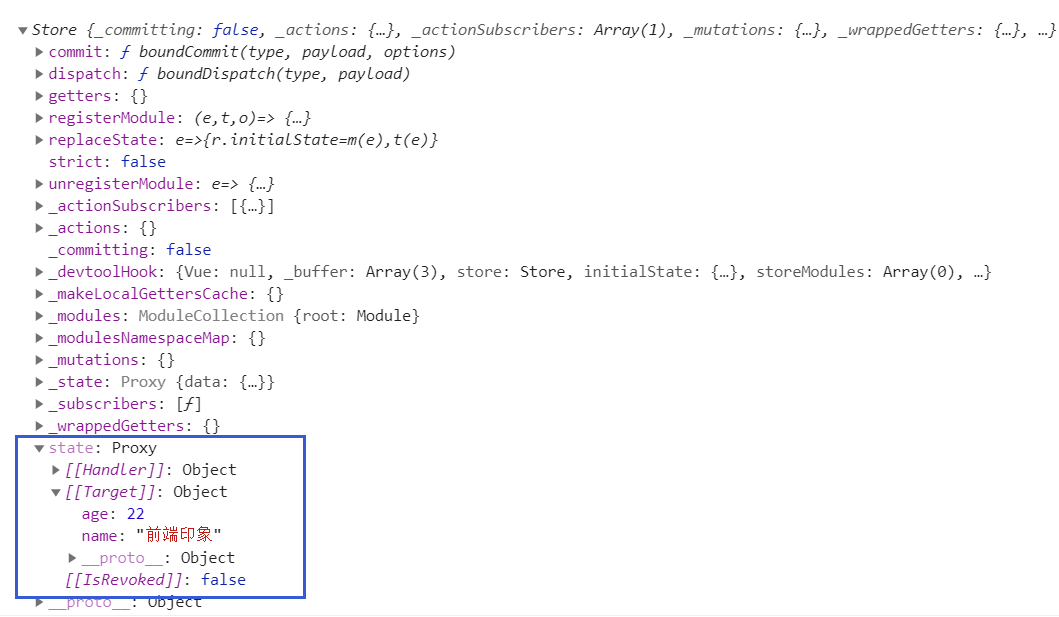 Store {_committing: false, _actions: {…}, _actionSubscribers: Array(1), _mutations: {…}, _wrappedGetters: {…}, …}
commit: ƒ boundCommit(type, payload, options)
dispatch: ƒ boundDispatch(type, payload)
getters: {}
registerModule: (e,t,o)=> {…}
replaceState: e=>{r.initialState=m(e),t(e)}
strict: false
unregisterModule: e=> {…}
_actionSubscribers: [{…}]
_actions: {}
_committing: false
_devtoolHook: {Vue: null, _buffer: Array(3), store: Store, initialState: {…}, storeModules: Array(0), …}
_makeLocalGettersCache: {}
_modules: ModuleCollection {root: Module}
_modulesNamespaceMap: {}
_mutations: {}
_state: Proxy {data: {…}}
_subscribers: [ƒ]
_wrappedGetters: {}
state: Proxy
[[Handler]]: Object
[[Target]]: Object
age: 22
name: "前端印象"
__proto__: Object
[[IsRevoked]]: false
__proto__: Object